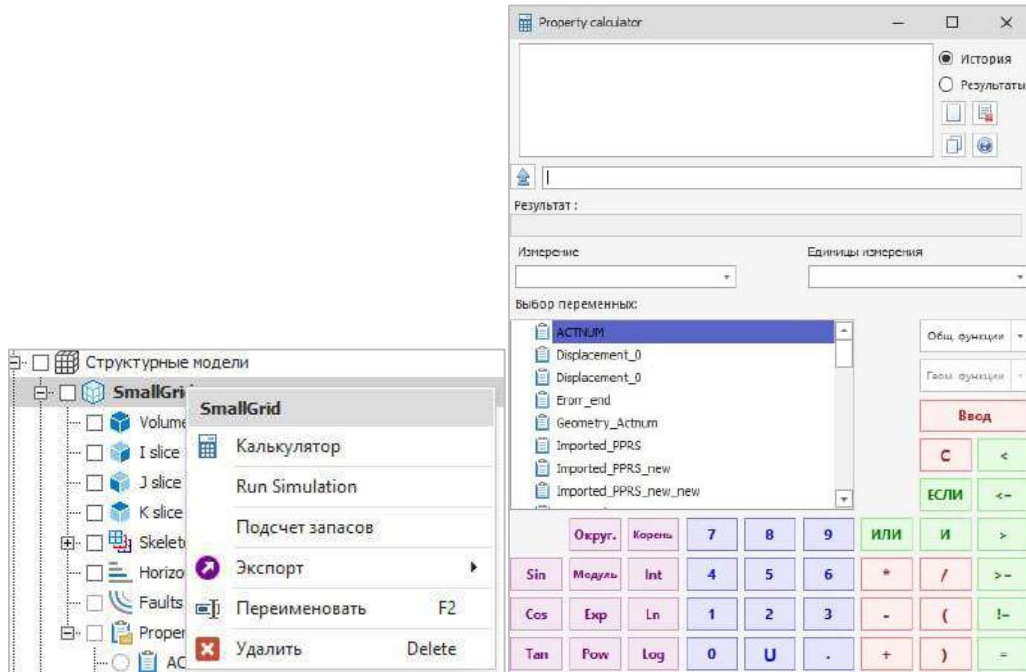 Структурные модели
SmallGri
Volume
I slice
J slice
K slice
Skelet
Horizo
Faults
Proper
AC
SmallGrid
Калькулятор
Run Simulation
Подсчет запасов
Экспорт
Переименовать F2
Удалить Delete
Property calculator
История
Результаты
Результат :
Измерение Единицы измерения
Выбор переменных:
ACTNUM
Displacement_0
Displacement_0
Erorr_end
Geometry_Actnum
Imported_PPRS
Imported_PPRS_new
Imported_PPRS_new_new
Общ. функции
Геом. функции
Ввод
C <
ЕСЛИ <=
Округ. Корень 7 8 9 ИЛИ И >
Sin Модуль Int 4 5 6 * / >=
Cos Exp Ln 1 2 3 - ( !=
Tan Pow Log 0 U . + ) =